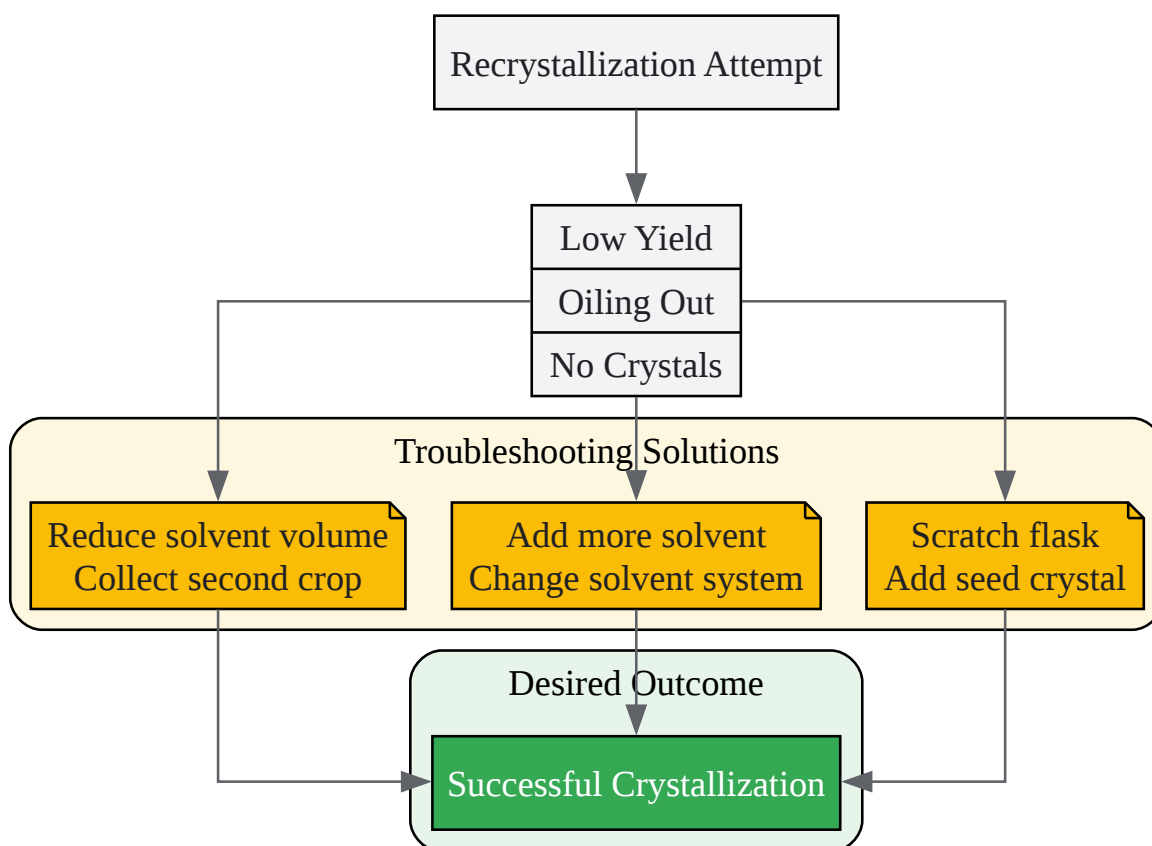 Recrystallization Attempt
Low Yield
Oiling Out
No Crystals
Troubleshooting Solutions
Reduce solvent volume
Collect second crop
Add more solvent
Change solvent system
Scratch flask
Add seed crystal
Desired Outcome
Successful Crystallization